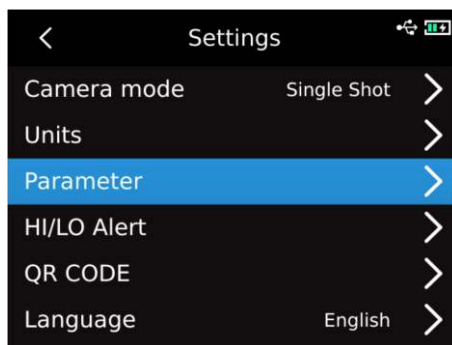 Settings
Camera mode Single Shot
Units
Parameter
HI/LO Alert
QR CODE
Language English